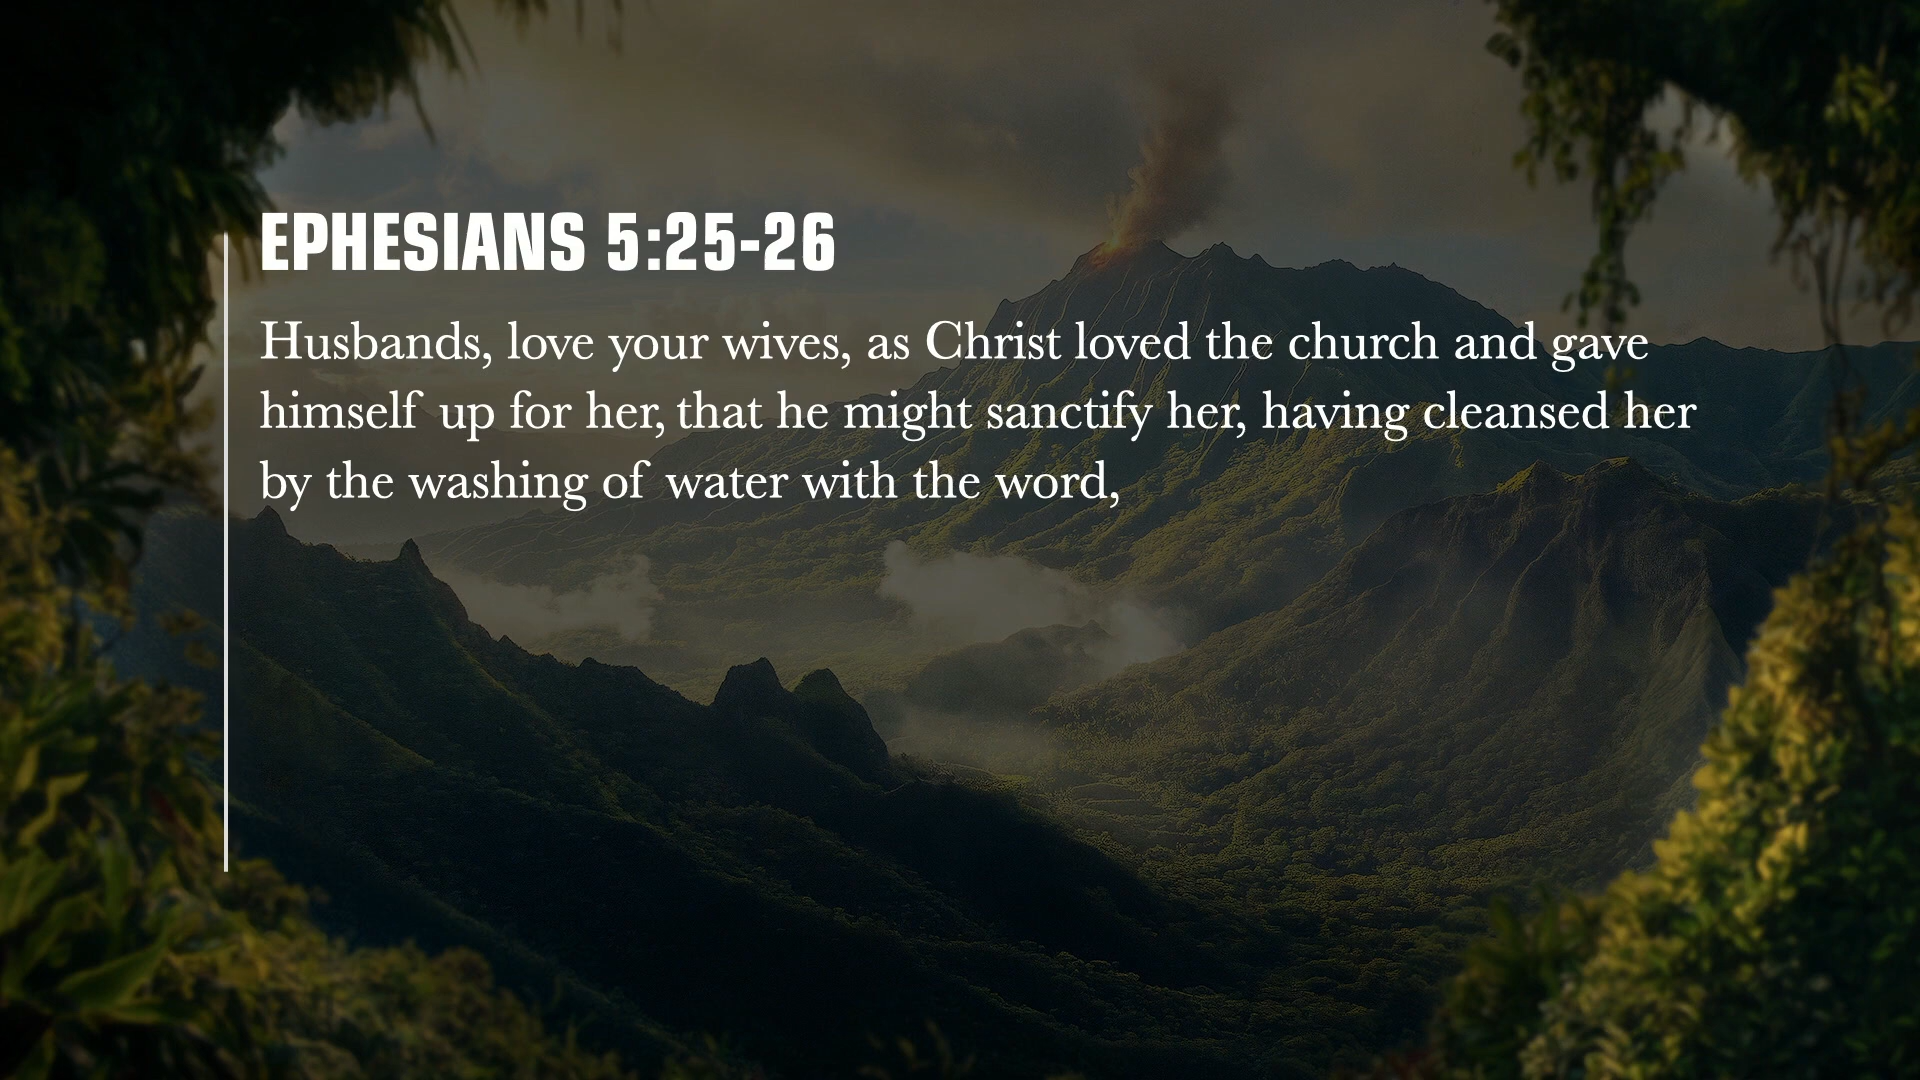 EPHESIANS 5:25-26
Husbands, love your wives, as Christ loved the church and gave
himself up for her, that he might sanctify her, having cleansed her
by the washing of water with the word,